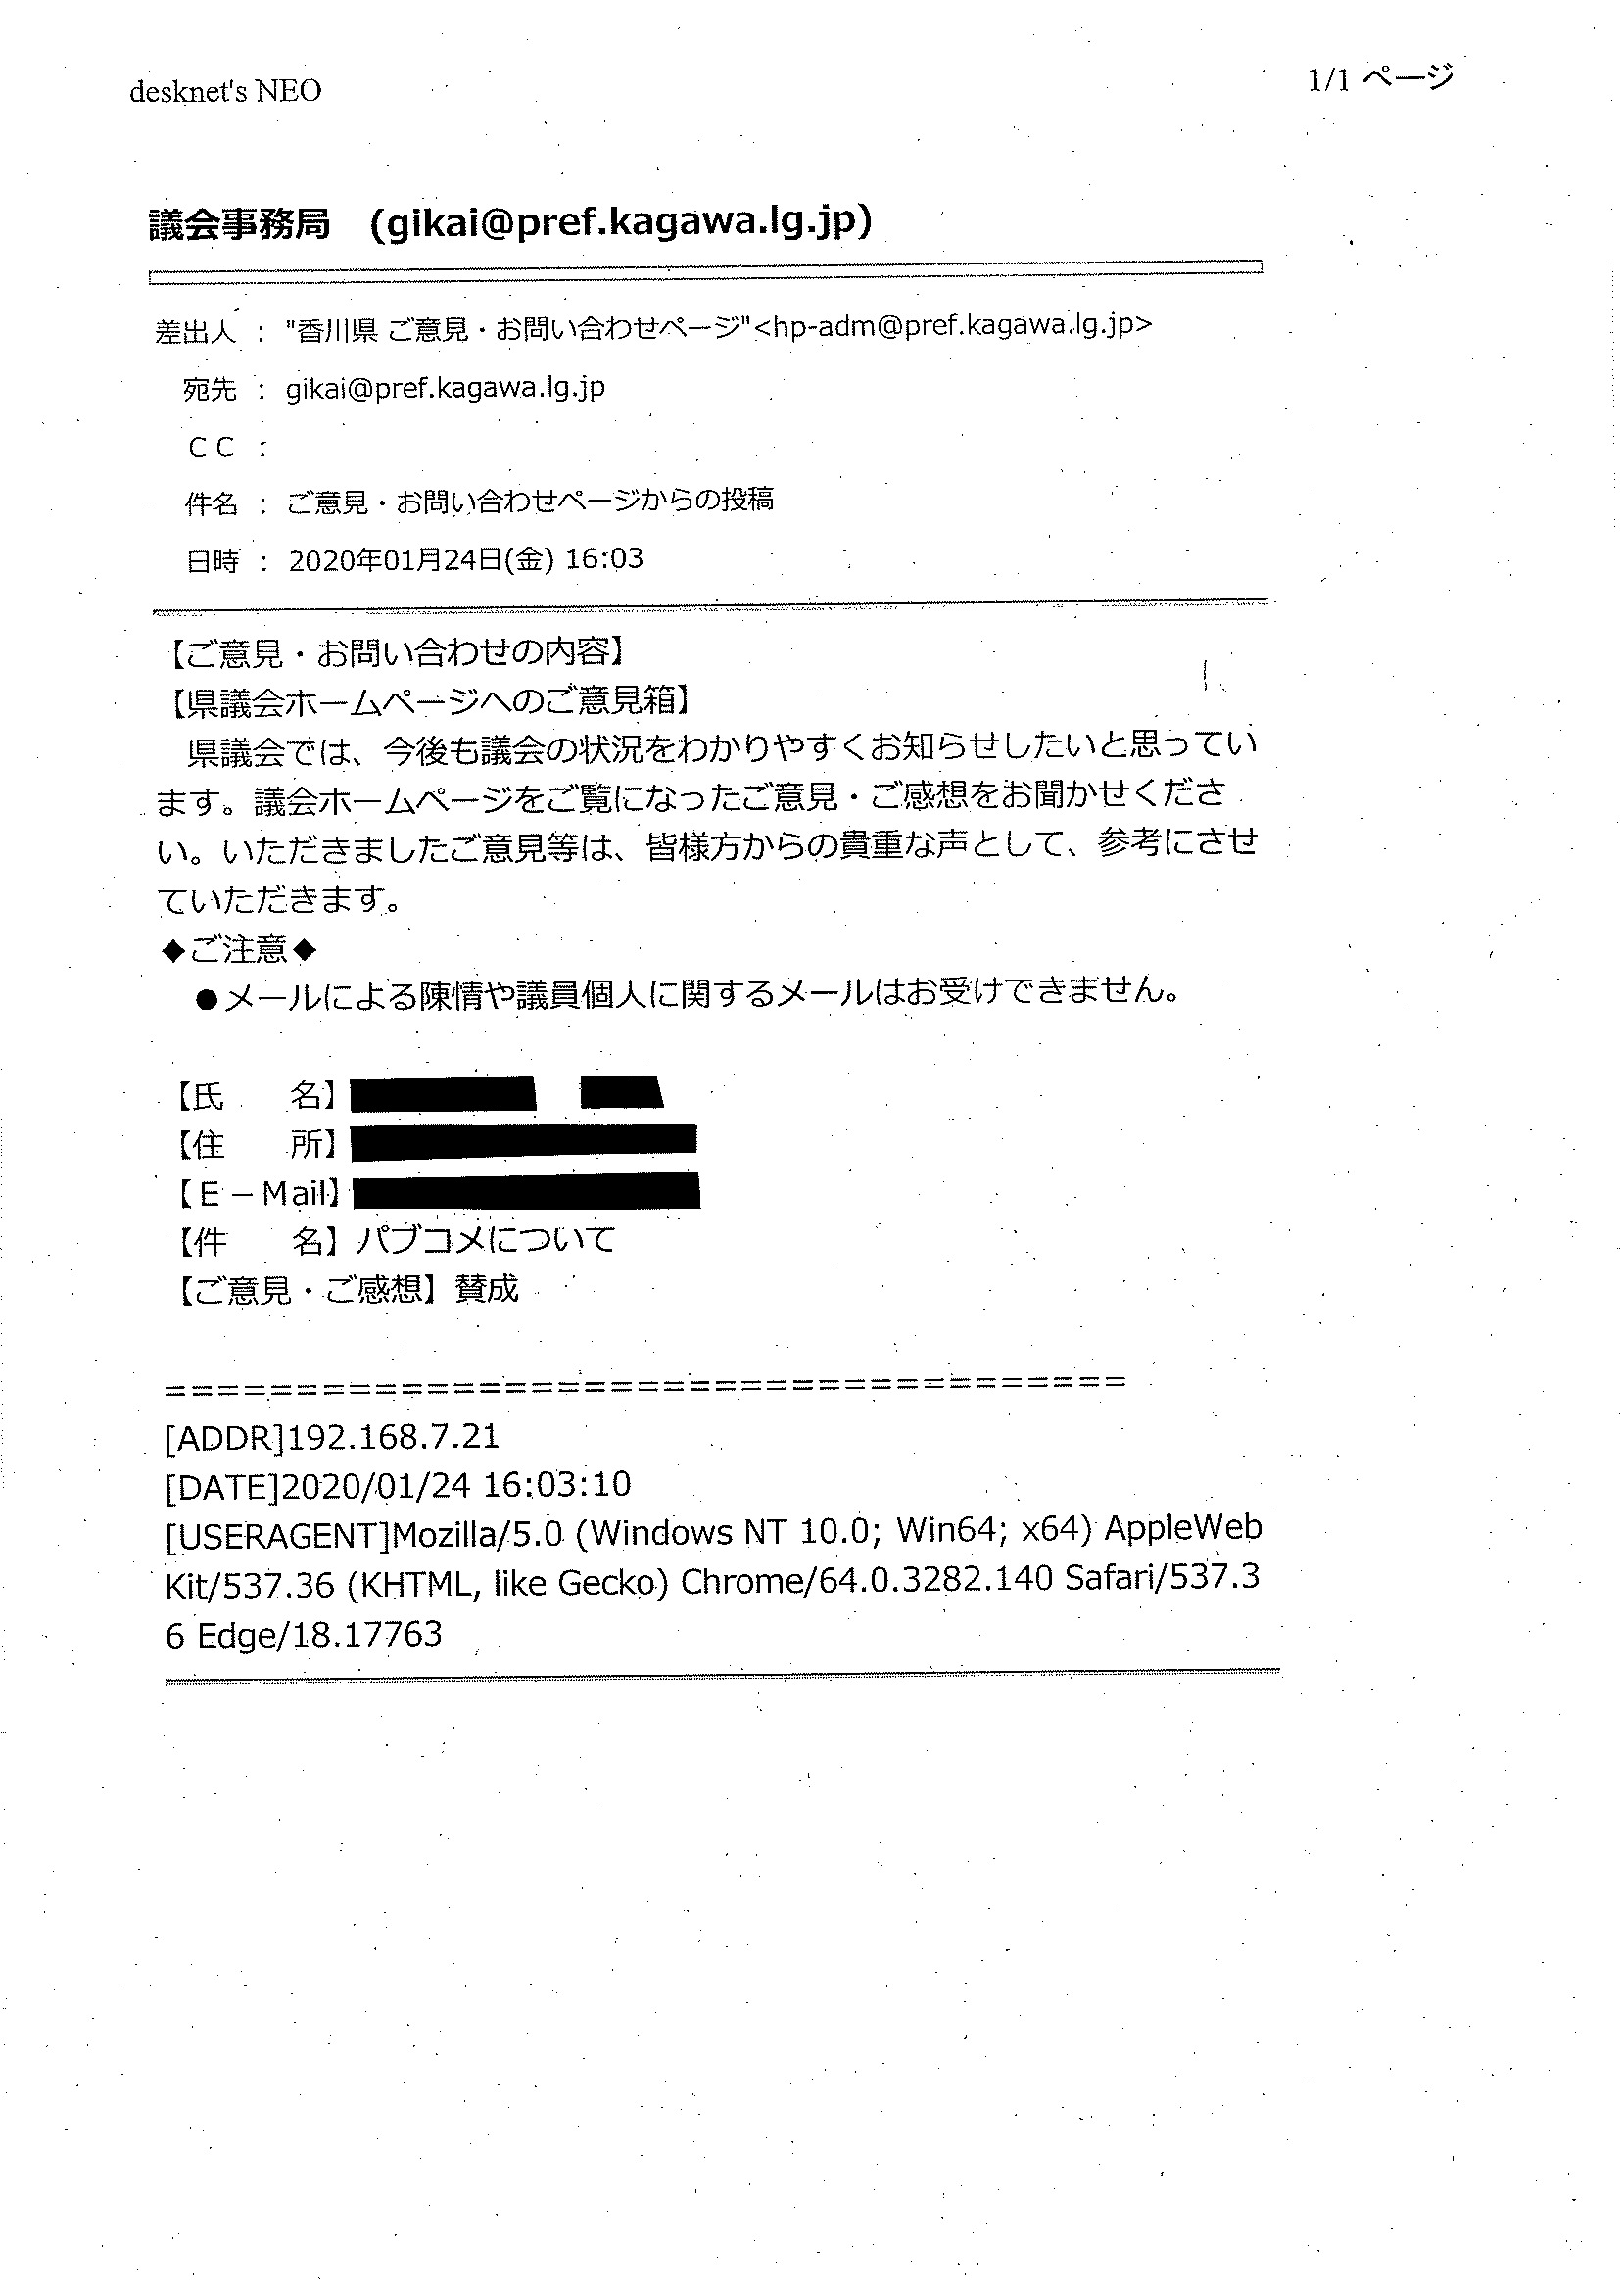 desknet's NEO
1/1 ページ
議会事務局 (gikai@pref.kagawa.lg.jp)
差出人 : "香川県 ご意見・お問い合わせページ"<hp-adm@pref.kagawa.lg.jp>
宛先 : gikai@pref.kagawa.lg.jp
CC :
件名 : ご意見・お問い合わせページからの投稿
日時 : 2020年01月24日(金) 16:03
【ご意見・お問い合わせの内容】
【県議会ホームページへのご意見箱】
県議会では、今後も議会の状況をわかりやすくお知らせしたいと思ってい
ます。議会ホームページをご覧になったご意見・ご感想をお聞かせくださ
い。いただきましたご意見等は、皆様方からの貴重な声として、参考にさせ
ていただきます。
◆ご注意◆
●メールによる陳情や議員個人に関するメールはお受けできません。
【氏　　名】
【住　　所】
【E－Mail】
【件　　名】パブコメについて
【ご意見・ご感想】賛成
=====================================
[ADDR]192.168.7.21
[DATE]2020/01/24 16:03:10
[USERAGENT]Mozilla/5.0 (Windows NT 10.0; Win64; x64) AppleWeb
Kit/537.36 (KHTML, like Gecko) Chrome/64.0.3282.140 Safari/537.3
6 Edge/18.17763